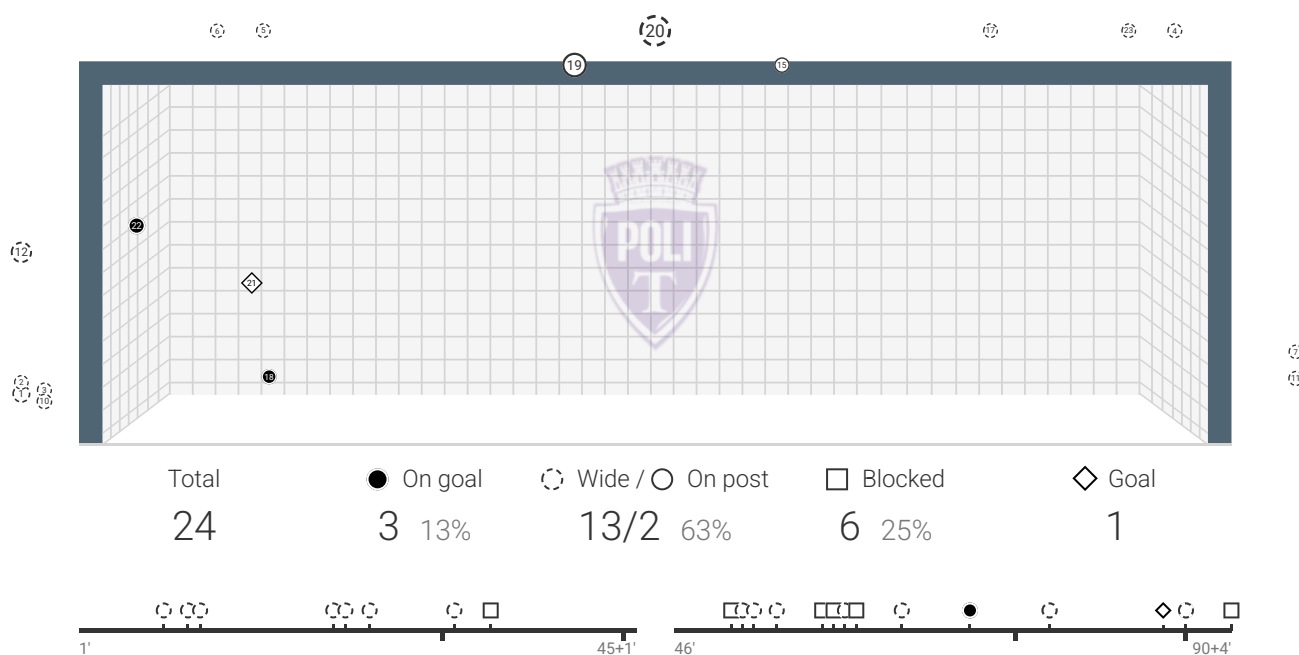 6 5 20 17 23 4
19 15
POLI
T
22
12
21
7
18
2 3 11
1 10
Total On goal Wide / On post Blocked Goal
24 3 13% 13/2 63% 6 25% 1
1' 45+1' 46' 90+4'